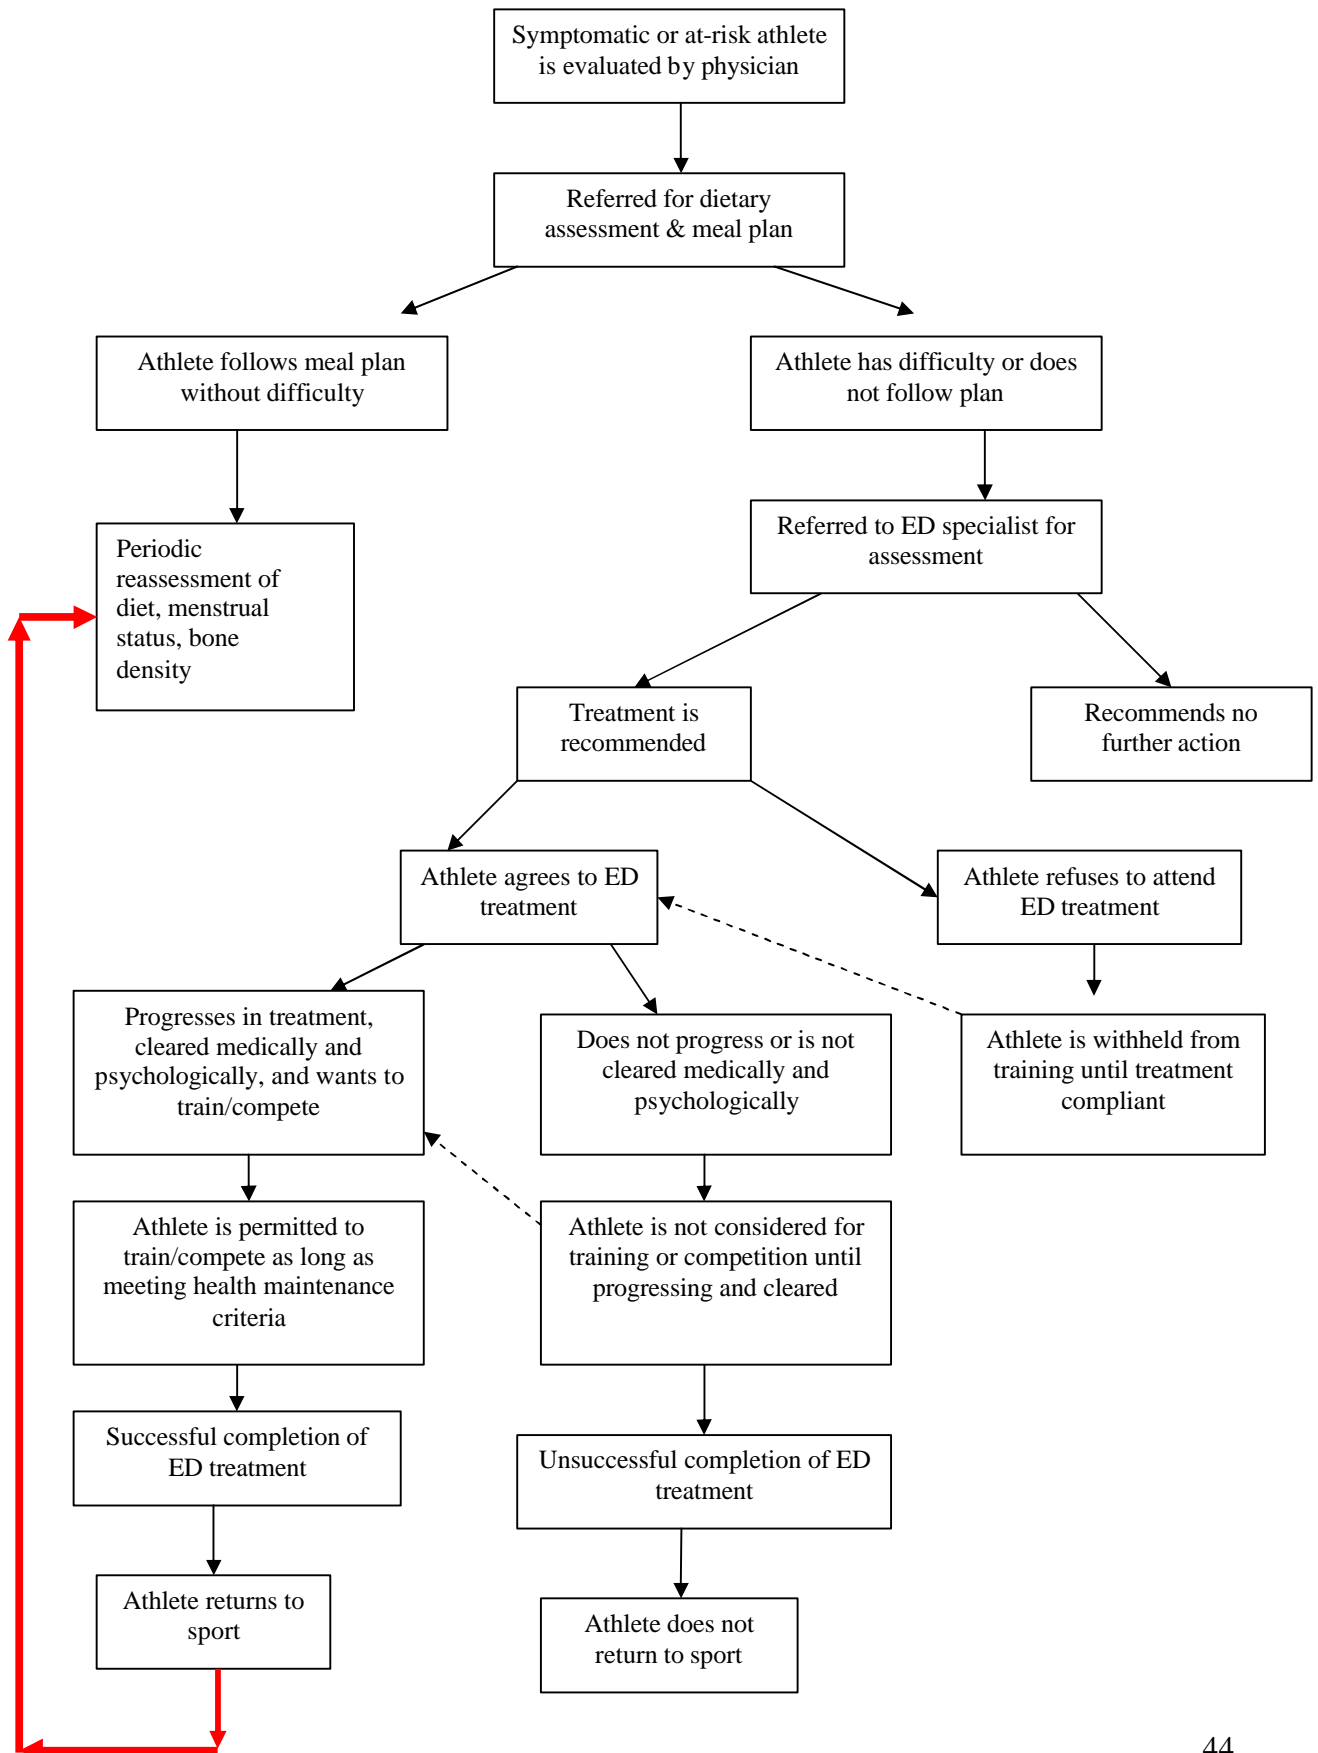 Symptomatic or at-risk athlete
is evaluated by physician
Referred for dietary
assessment & meal plan
Athlete follows meal plan
without difficulty
Athlete has difficulty or does
not follow plan
Periodic
reassessment of
diet, menstrual
status, bone
density
Referred to ED specialist for
assessment
Treatment is
recommended
Recommends no
further action
Athlete agrees to ED
treatment
Athlete refuses to attend
ED treatment
Progresses in treatment,
cleared medically and
psychologically, and wants to
train/compete
Does not progress or is not
cleared medically and
psychologically
Athlete is withheld from
training until treatment
compliant
Athlete is permitted to
train/compete as long as
meeting health maintenance
criteria
Athlete is not considered for
training or competition until
progressing and cleared
Successful completion of
ED treatment
Unsuccessful completion of ED
treatment
Athlete returns to
sport
Athlete does not
return to sport
44